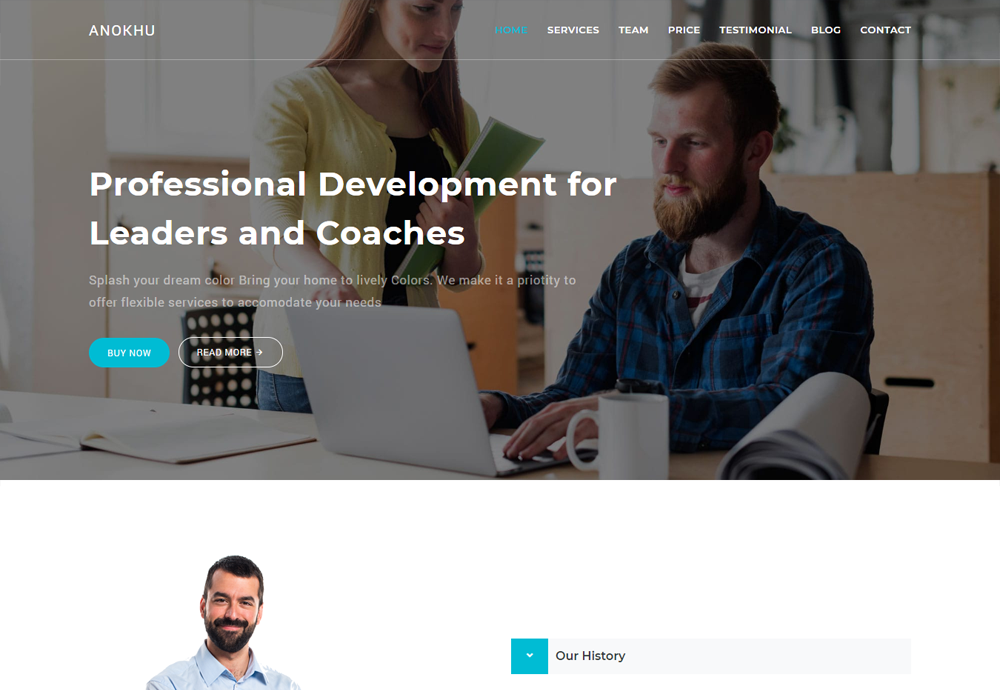 ANOKHU
HOME SERVICES TEAM PRICE TESTIMONIAL BLOG CONTACT
Professional Development for
Leaders and Coaches
Splash your dream color Bring your home to lively Colors. We make it a priotity to
offer flexible services to accomodate your needs
BUY NOW READ MORE →
Our History